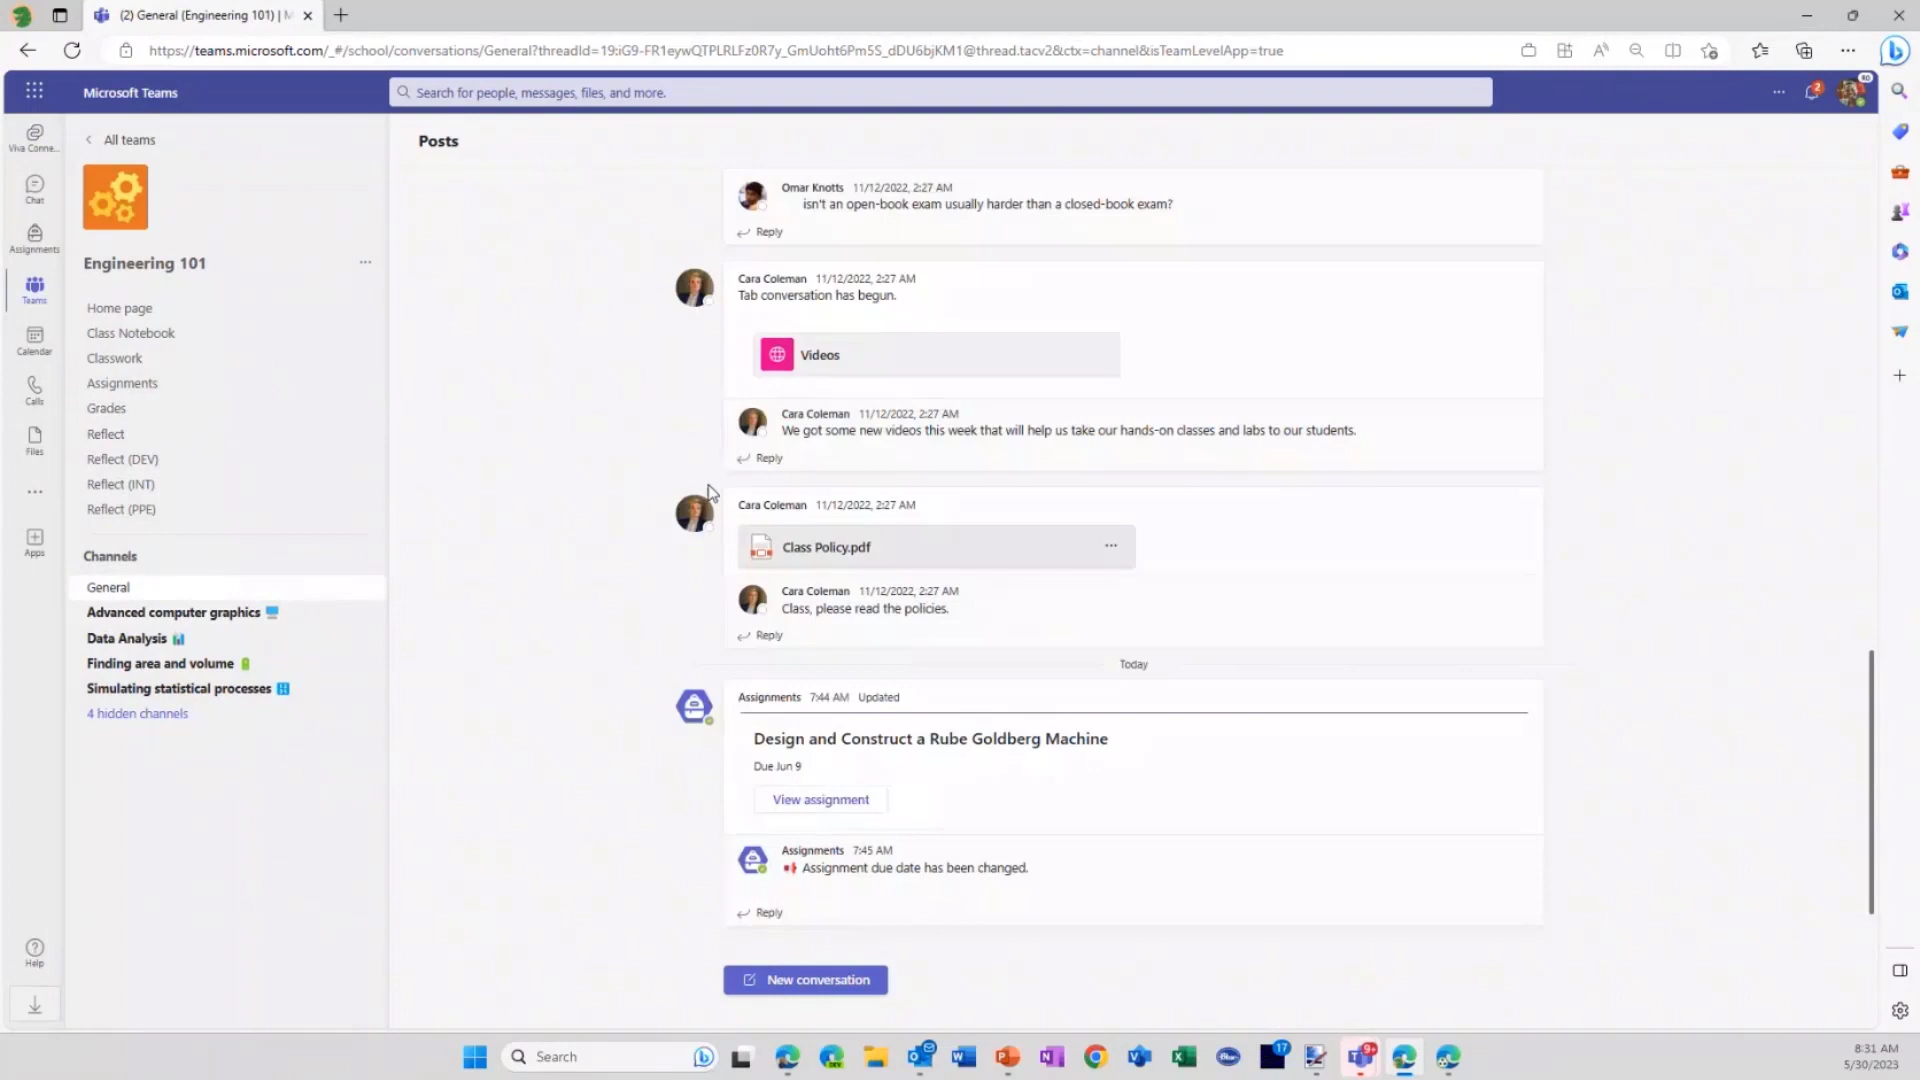 (2) General (Engineering 101) | M
https://teams.microsoft.com/_#/school/conversations/General?threadId=19:iG9-FR1eywQTPLRLFz0R7y_GmUoht6Pm5S_dDU6bjKM1@thread.tacv2&ctx=channel&isTeamLevelApp=true
Microsoft Teams
Search for people, messages, files, and more.
2
RO
Viva Conne...
Chat
Assignments
Teams
Calendar
Calls
Files
Apps
Help
All teams
Engineering 101
Home page
Class Notebook
Classwork
Assignments
Grades
Reflect
Reflect (DEV)
Reflect (INT)
Reflect (PPE)
Channels
General
Advanced computer graphics
Data Analysis
Finding area and volume
Simulating statistical processes
4 hidden channels
Posts
Omar Knotts 11/12/2022, 2:27 AM
isn't an open-book exam usually harder than a closed-book exam?
Reply
Cara Coleman 11/12/2022, 2:27 AM
Tab conversation has begun.
Videos
Cara Coleman 11/12/2022, 2:27 AM
We got some new videos this week that will help us take our hands-on classes and labs to our students.
Reply
Cara Coleman 11/12/2022, 2:27 AM
Class Policy.pdf
Cara Coleman 11/12/2022, 2:27 AM
Class, please read the policies.
Reply
Today
Assignments 7:44 AM Updated
Design and Construct a Rube Goldberg Machine
Due Jun 9
View assignment
Assignments 7:45 AM
Assignment due date has been changed.
Reply
New conversation
Search
DEV
17
9+
8:31 AM
5/30/2023